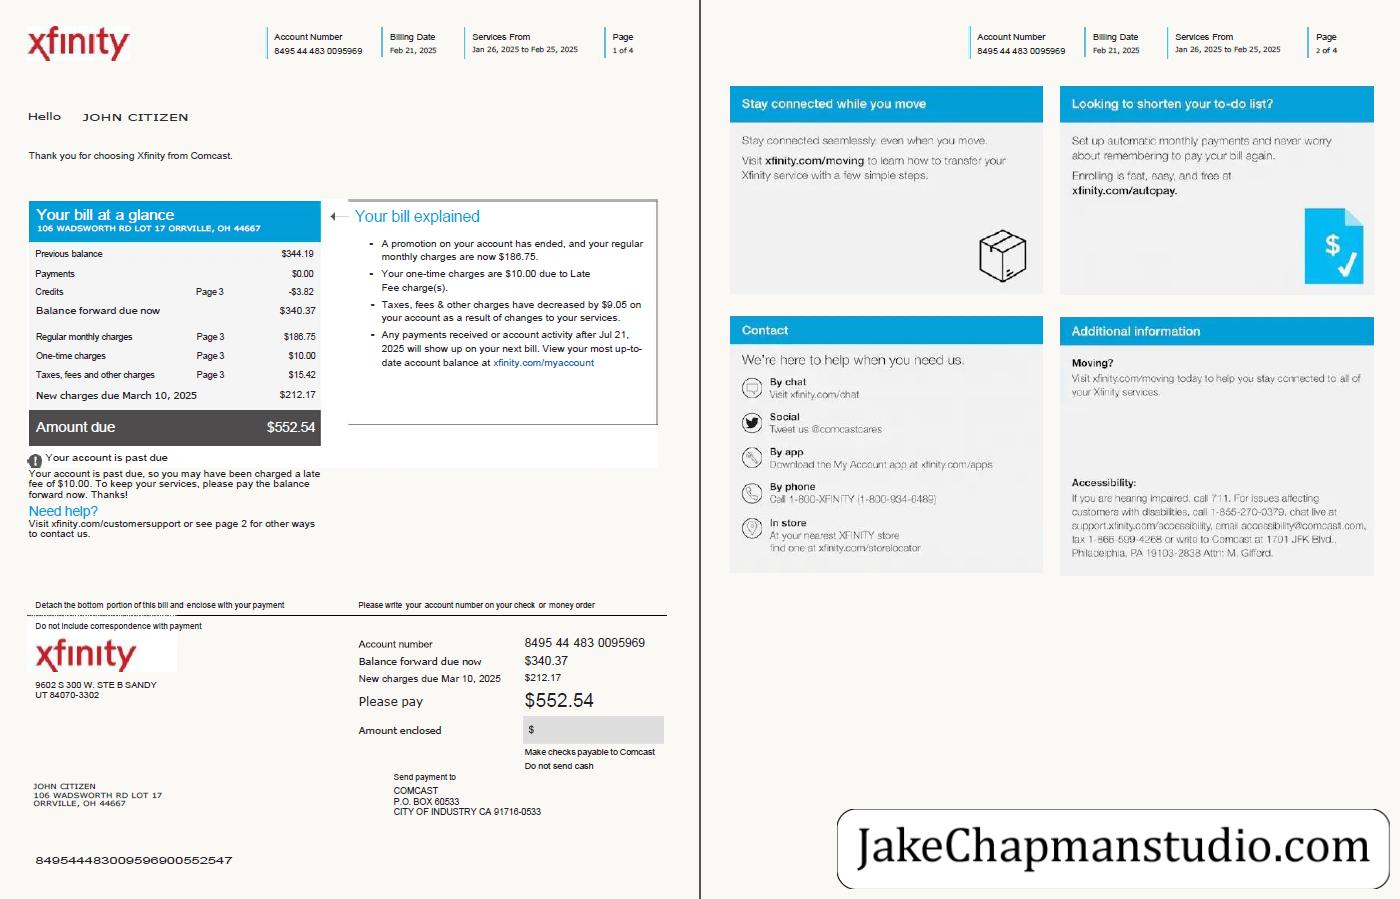 xfinity
Account Number
8495 44 483 0095969
Billing Date
Feb 21, 2025
Services From
Jan 26, 2025 to Feb 25, 2025
Page
1 of 4
Hello JOHN CITIZEN
Thank you for choosing Xfinity from Comcast.
Your bill at a glance
106 WADSWORTH RD LOT 17 ORRVILLE, OH 44667
Previous balance $344.19
Payments $0.00
Credits Page 3 -$3.82
Balance forward due now $340.37
Regular monthly charges Page 3 $186.75
One-time charges Page 3 $10.00
Taxes, fees and other charges Page 3 $15.42
New charges due March 10, 2025 $212.17
Amount due $552.54
Your account is past due
Your account is past due, so you may have been charged a late
fee of $10.00. To keep your services, please pay the balance
forward now. Thanks!
Need help?
Visit xfinity.com/customersupport or see page 2 for other ways
to contact us.
Your bill explained
- A promotion on your account has ended, and your regular
monthly charges are now $186.75.
- Your one-time charges are $10.00 due to Late
Fee charge(s).
- Taxes, fees & other charges have decreased by $9.05 on
your account as a result of changes to your services.
- Any payments received or account activity after Jul 21,
2025 will show up on your next bill. View your most up-to-
date account balance at xfinity.com/myaccount
Detach the bottom portion of this bill and enclose with your payment
Please write your account number on your check or money order
Do not include correspondence with payment
xfinity
9602 S 300 W. STE B SANDY
UT 84070-3302
Account number 8495 44 483 0095969
Balance forward due now $340.37
New charges due Mar 10, 2025 $212.17
Please pay $552.54
Amount enclosed $
Make checks payable to Comcast
Do not send cash
JOHN CITIZEN
106 WADSWORTH RD LOT 17
ORRVILLE, OH 44667
Send payment to
COMCAST
P.O. BOX 60533
CITY OF INDUSTRY CA 91716-0533
849544483009596900552547
Account Number
8495 44 483 0095969
Billing Date
Feb 21, 2025
Services From
Jan 26, 2025 to Feb 25, 2025
Page
2 of 4
Stay connected while you move
Stay connected seamlessly, even when you move.
Visit xfinity.com/moving to learn how to transfer your
Xfinity service with a few simple steps.
Looking to shorten your to-do list?
Set up automatic monthly payments and never worry
about remembering to pay your bill again.
Enrolling is fast, easy, and free at
xfinity.com/autopay.
$
Contact
We're here to help when you need us.
By chat
Visit xfinity.com/chat
Social
Tweet us @comcastcares
By app
Download the My Account app at xfinity.com/apps
By phone
Call 1-800-XFINITY (1-800-934-6489)
In store
At your nearest XFINITY store
find one at xfinity.com/storelocator
Additional information
Moving?
Visit xfinity.com/moving today to help you stay connected to all of
your Xfinity services.
Accessibility:
If you are hearing impaired, call 711. For issues affecting
customers with disabilities, call 1-855-270-0379, chat live at
support.xfinity.com/accessibility, email accessibility@comcast.com,
fax 1-866-599-4268 or write to Comcast at 1701 JFK Blvd.,
Philadelphia, PA 19103-2838 Attn: M. Gifford.
JakeChapmanstudio.com